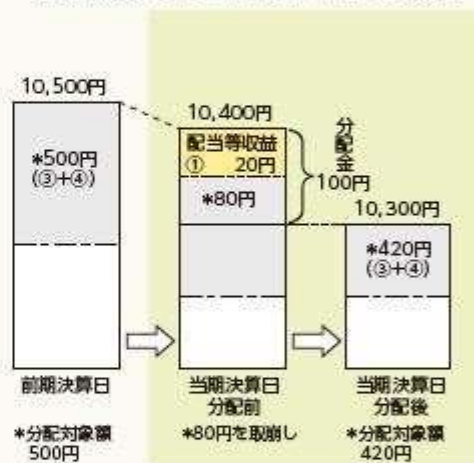 10,500円
*500円
(③+④)
前期決算日
*分配対象額
500円
10,400円
配当等収益
① 20円
*80円
分配金
100円
当期決算日
分配前
*80円を取崩し
10,300円
*420円
(③+④)
当期決算日
分配後
*分配対象額
420円